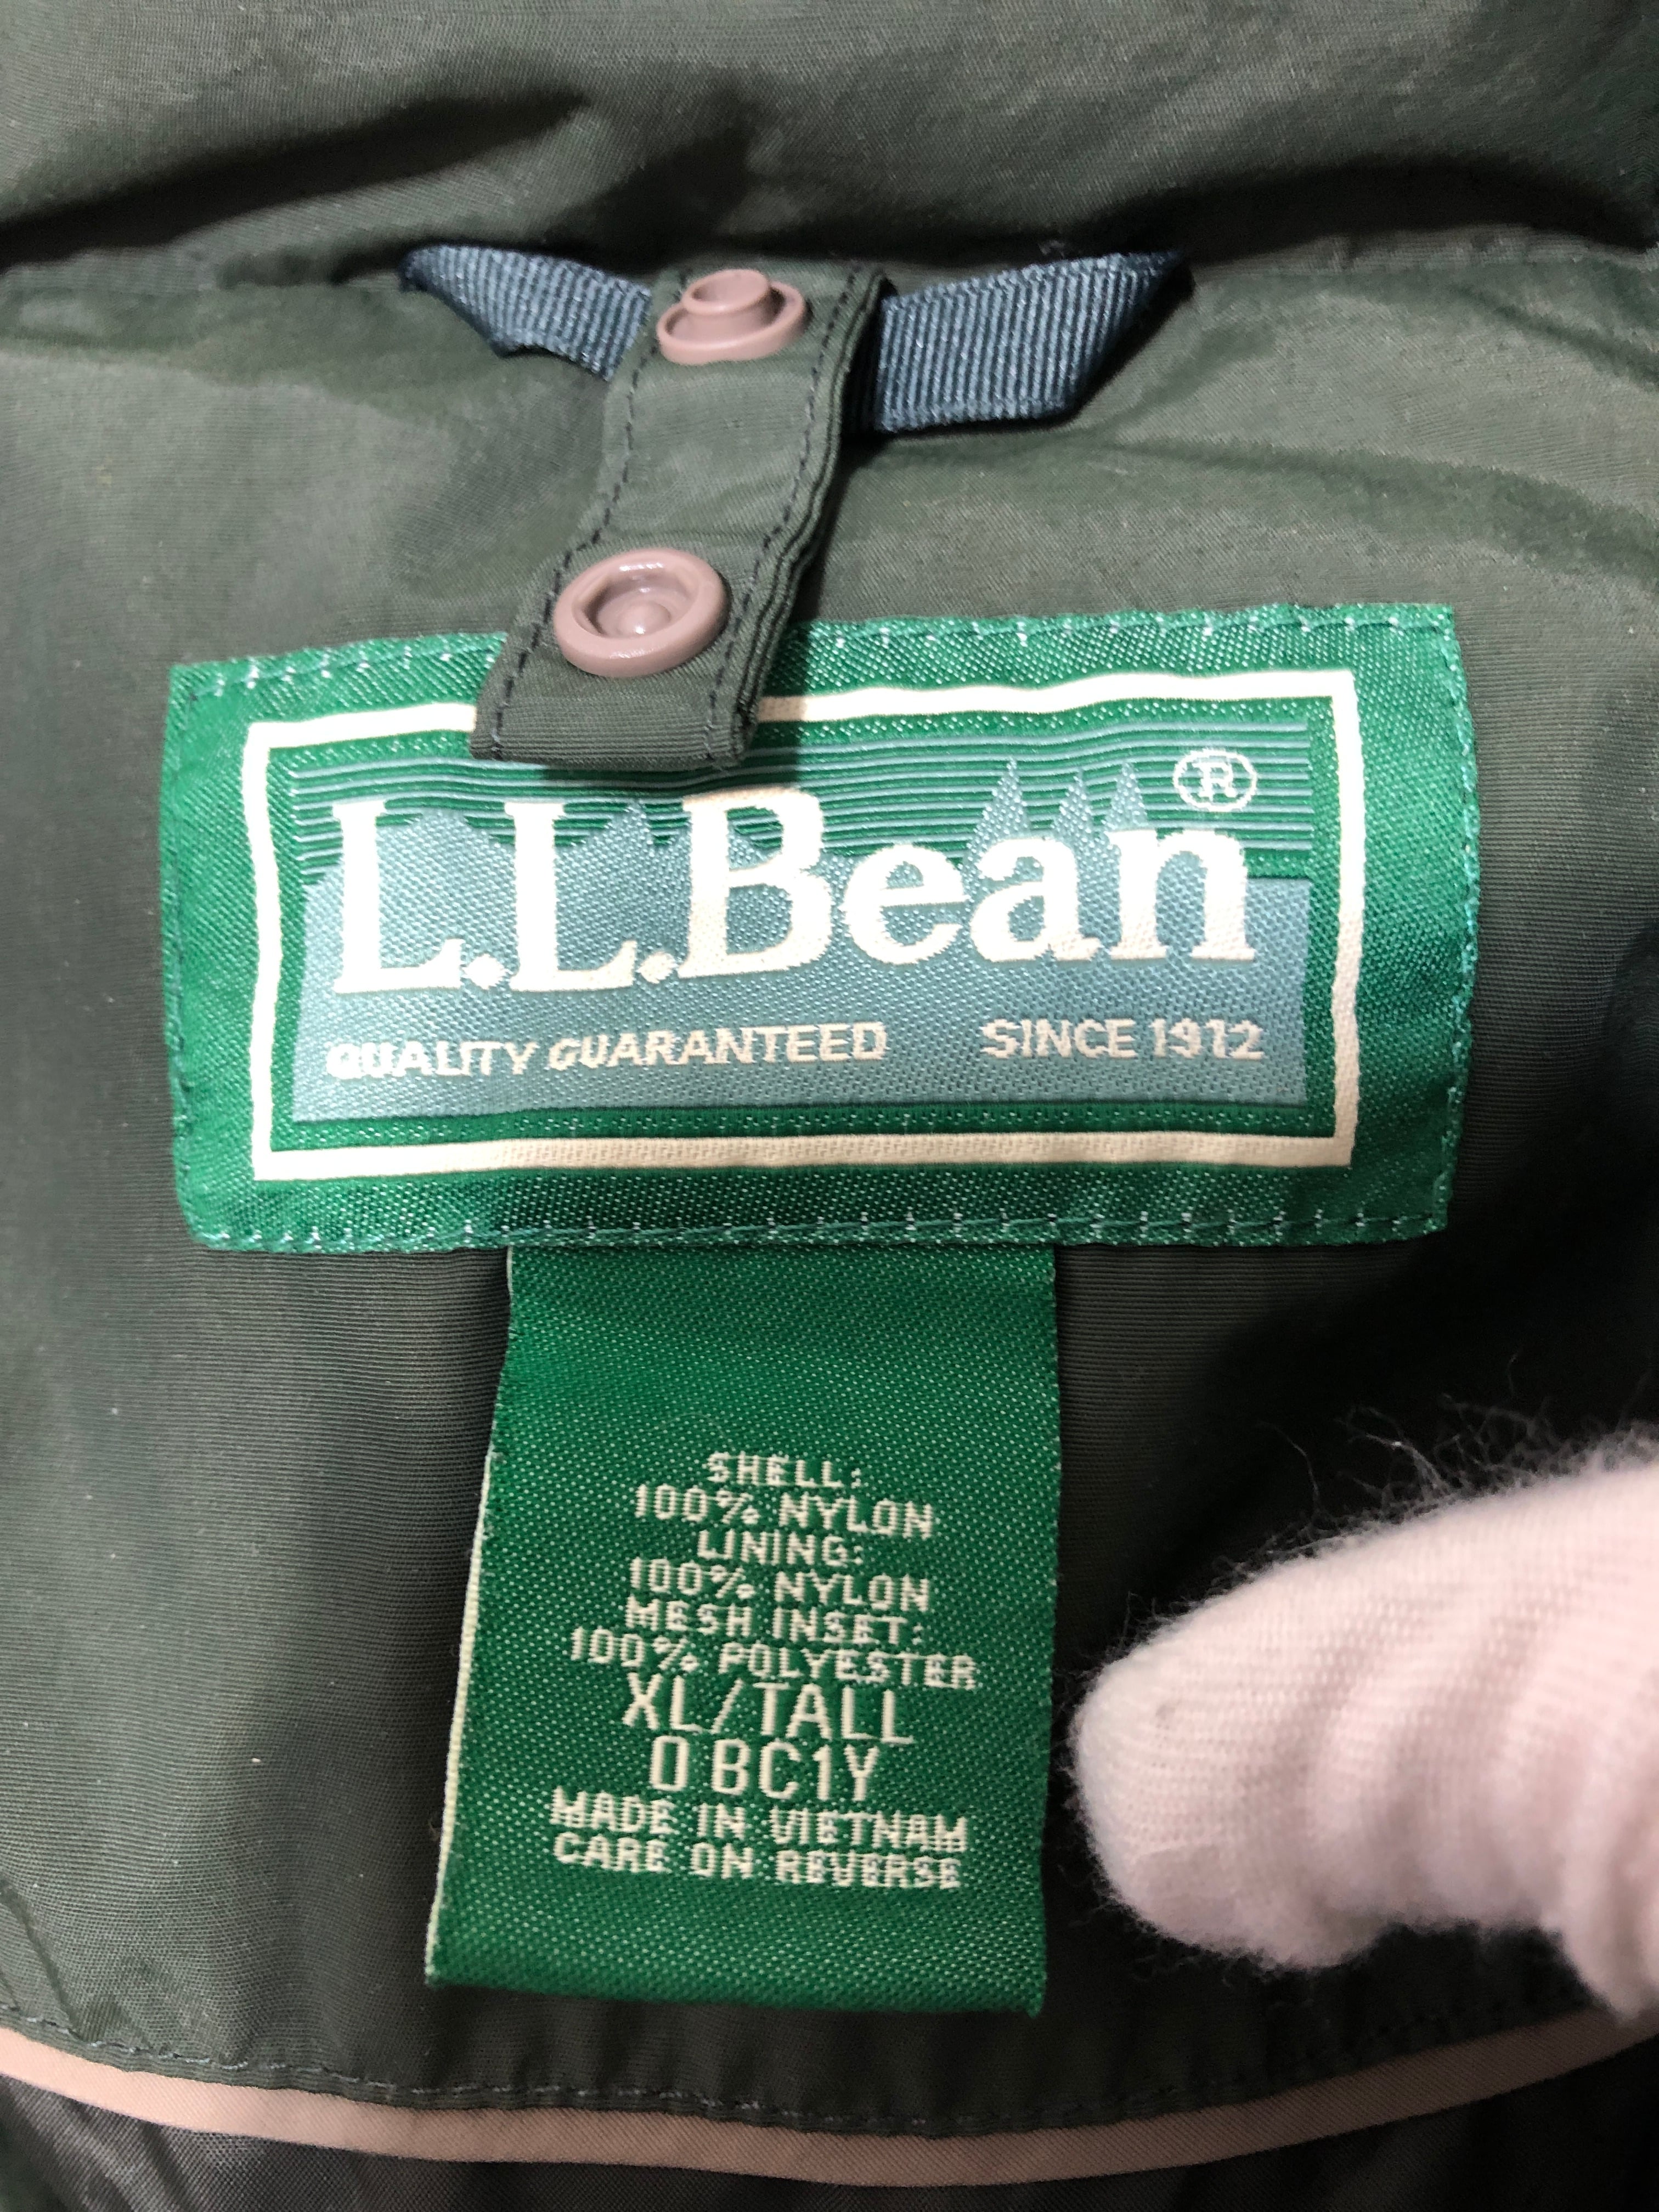 L.L.Bean®
QUALITY GUARANTEED SINCE 1912
SHELL:
100% NYLON
LINING:
100% NYLON
MESH INSET:
100% POLYESTER
XL/TALL
0 BC1Y
MADE IN VIETNAM
CARE ON REVERSE